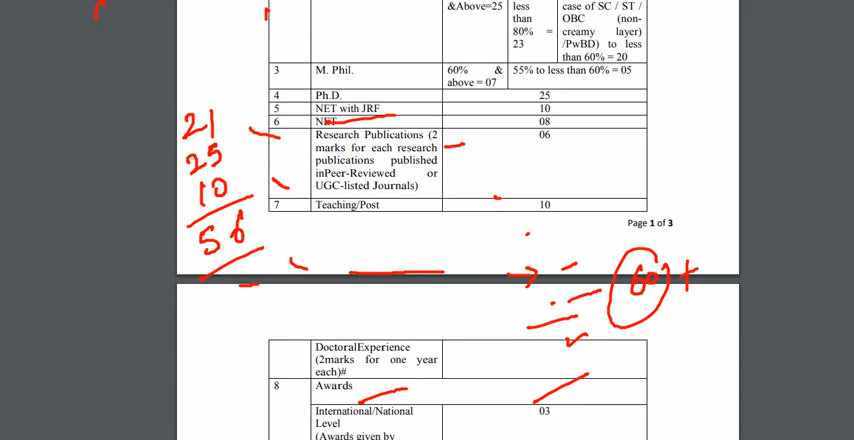 &Above=25
less than 80% = 23
case of SC / ST / OBC (non-creamy layer) /PwBD) to less than 60% = 20
3 M. Phil. 60% & above = 07 55% to less than 60% = 05
4 Ph.D. 25
5 NET with JRF 10
6 NET 08
Research Publications (2 06
marks for each research
publications published
inPeer-Reviewed or
UGC-listed Journals)
7 Teaching/Post 10
Page 1 of 3
21
25
10
56
60+
DoctoralExperience
(2marks for one year
each)#
8 Awards
International/National 03
Level
(Awards given by